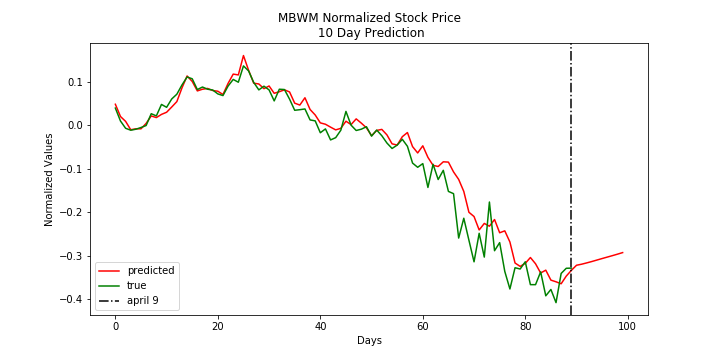 MBWM Normalized Stock Price
10 Day Prediction
Normalized Values
0.1
0.0
−0.1
−0.2
−0.3
−0.4
predicted
true
april 9
0 20 40 60 80 100
Days